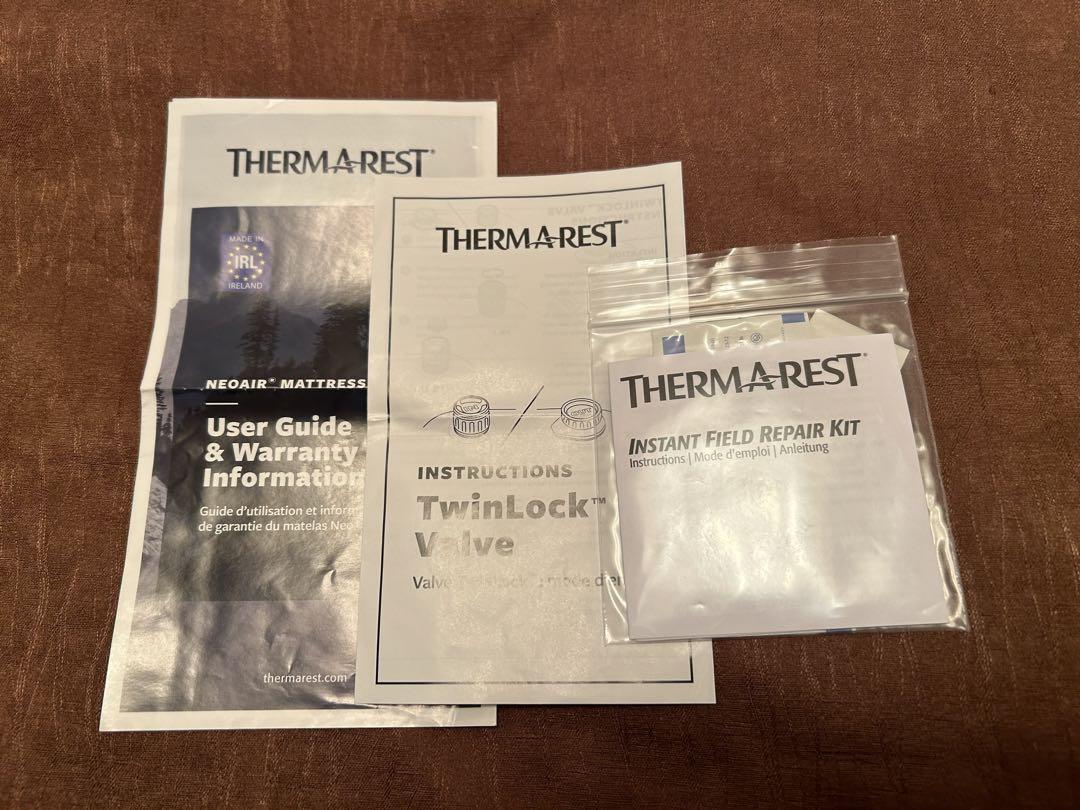 THERMAREST®
MADE IN
IRL
IRELAND
NEOAIR® MATTRESS
User Guide
& Warranty
Information
Guide d'utilisation et inform
de garantie du matelas Neo
thermarest.com
THERMAREST®
INSTRUCTIONS
TwinLock™
Valve
Valve
THERMAREST®
INSTANT FIELD REPAIR KIT
Instructions | Mode d'emploi | Anleitung